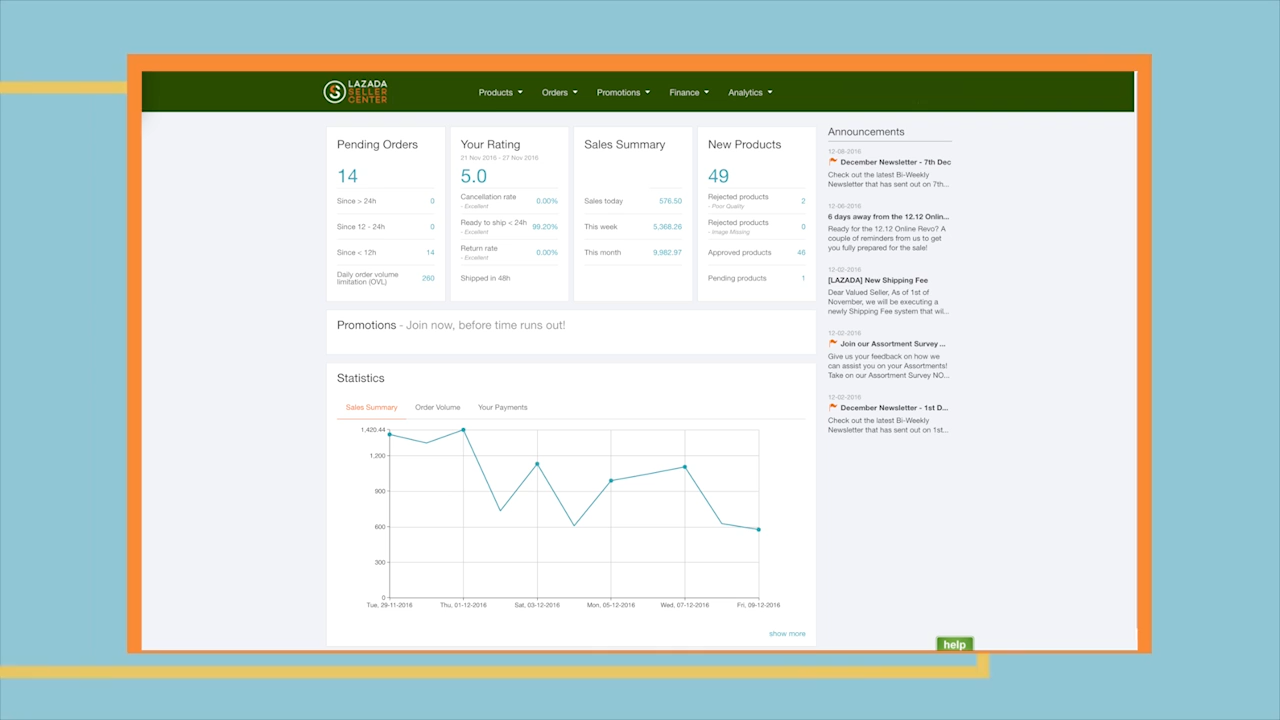 LAZADA
SELLER
CENTER
Products
Orders
Promotions
Finance
Analytics
Pending Orders
14
Since > 24h 0
Since 12 - 24h 0
Since < 12h 14
Daily order volume
limitation (OVL) 260
Your Rating
21 Nov 2016 - 27 Nov 2016
5.0
Cancellation rate 0.00%
- Excellent
Ready to ship < 24h 99.20%
- Excellent
Return rate 0.00%
- Excellent
Shipped in 48h
Sales Summary
Sales today 576.50
This week 5,368.26
This month 9,982.97
New Products
49
Rejected products 2
- Poor Quality
Rejected products 0
- Image Missing
Approved products 46
Pending products 1
Promotions - Join now, before time runs out!
Statistics
Sales Summary Order Volume Your Payments
1,420.44
1,200
900
600
300
0
Tue, 29-11-2016 Thu, 01-12-2016 Sat, 03-12-2016 Mon, 05-12-2016 Wed, 07-12-2016 Fri, 09-12-2016
show more
Announcements
12-08-2016
December Newsletter - 7th Dec
Check out the latest Bi-Weekly
Newsletter that has sent out on 7th...
12-06-2016
6 days away from the 12.12 Onlin...
Ready for the 12.12 Online Revo? A
couple of reminders from us to get
you fully prepared for the sale!
12-02-2016
[LAZADA] New Shipping Fee
Dear Valued Seller, As of 1st of
November, we will be executing a
newly Shipping Fee system that wil...
12-02-2016
Join our Assortment Survey ...
Give us your feedback on how we
can assist you on your Assortments!
Take on our Assortment Survey NO...
12-02-2016
December Newsletter - 1st D...
Check out the latest Bi-Weekly
Newsletter that has sent out on 1st...
help